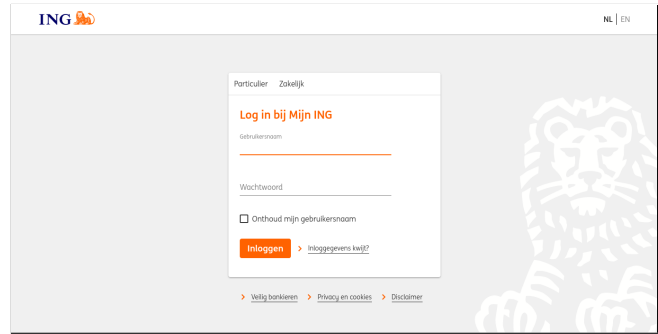 ING
NL | EN
Particulier Zakelijk
Log in bij Mijn ING
Gebruikersnaam
Wachtwoord
Onthoud mijn gebruikersnaam
Inloggen > Inloggegevens kwijt?
> Veilig bankieren > Privacy en cookies > Disclaimer